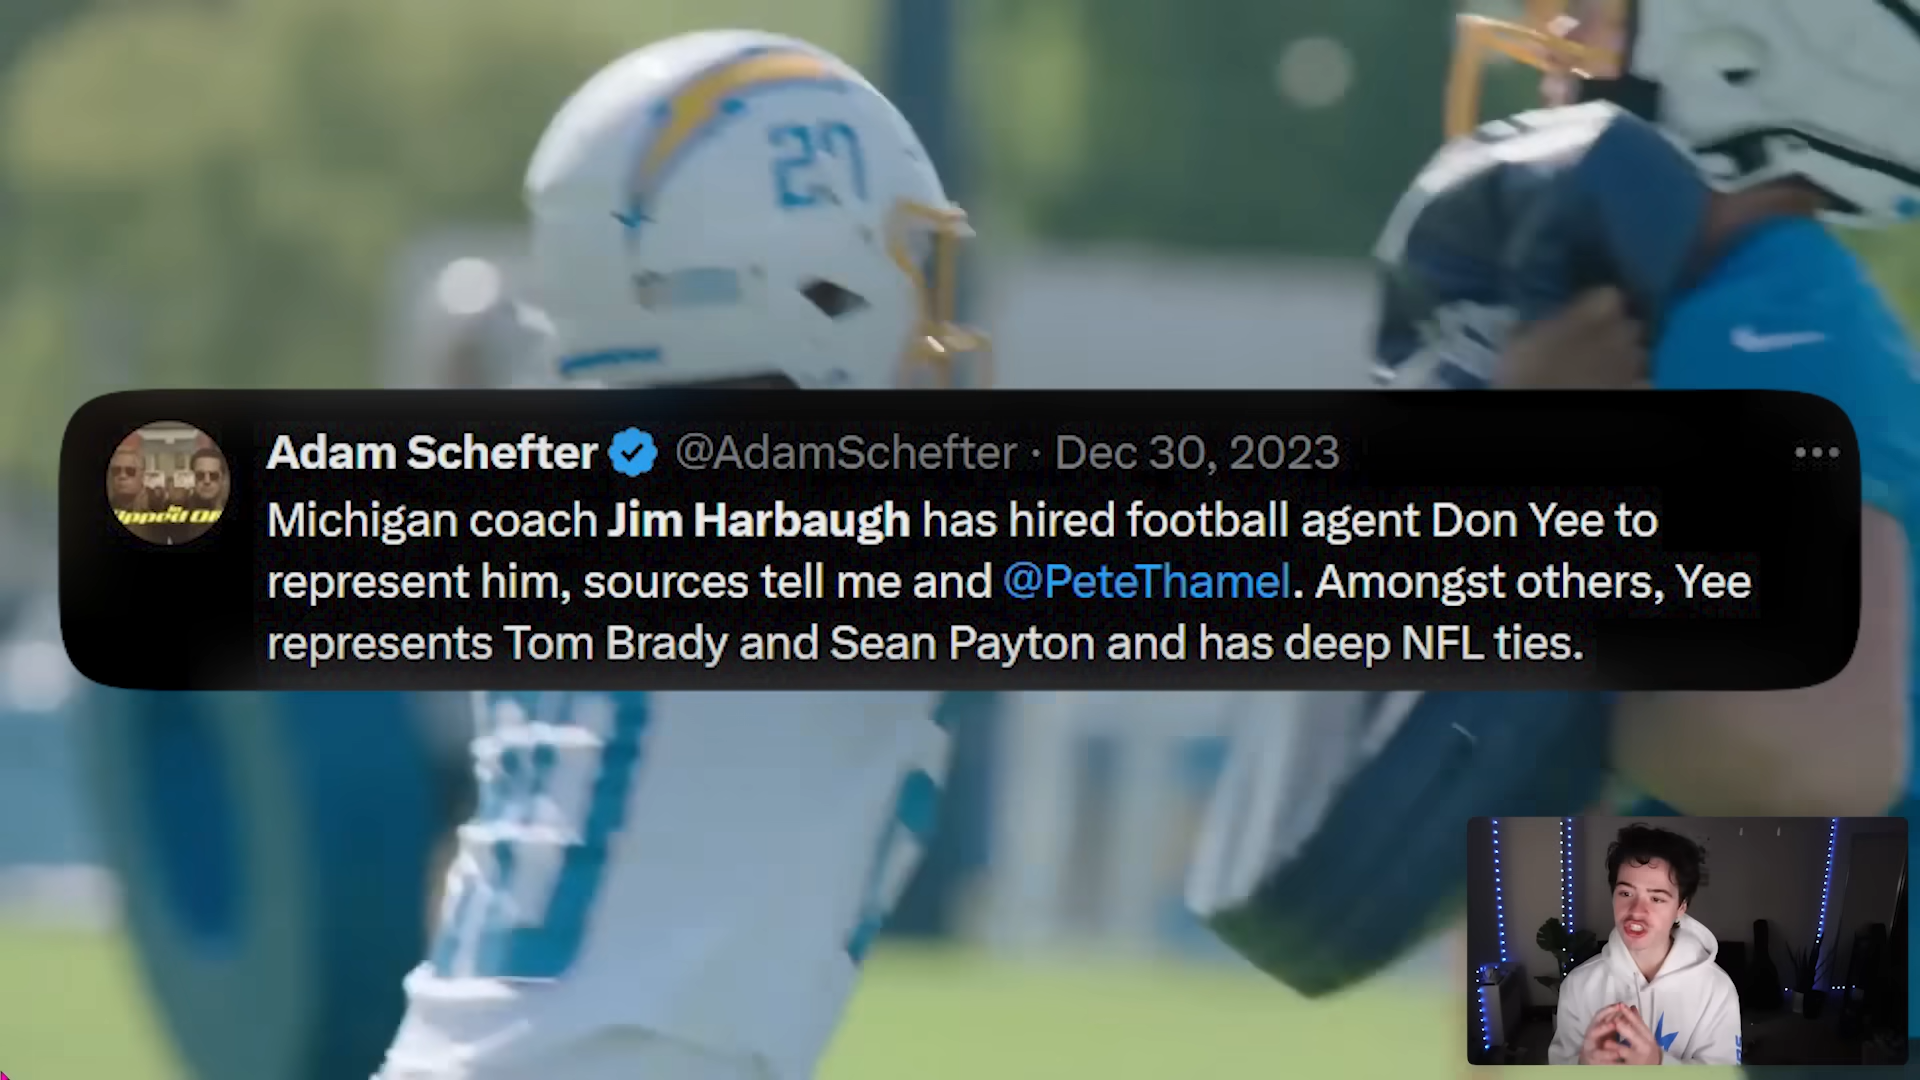 27
Adam Schefter @AdamSchefter · Dec 30, 2023
Michigan coach Jim Harbaugh has hired football agent Don Yee to
represent him, sources tell me and @PeteThamel. Amongst others, Yee
represents Tom Brady and Sean Payton and has deep NFL ties.